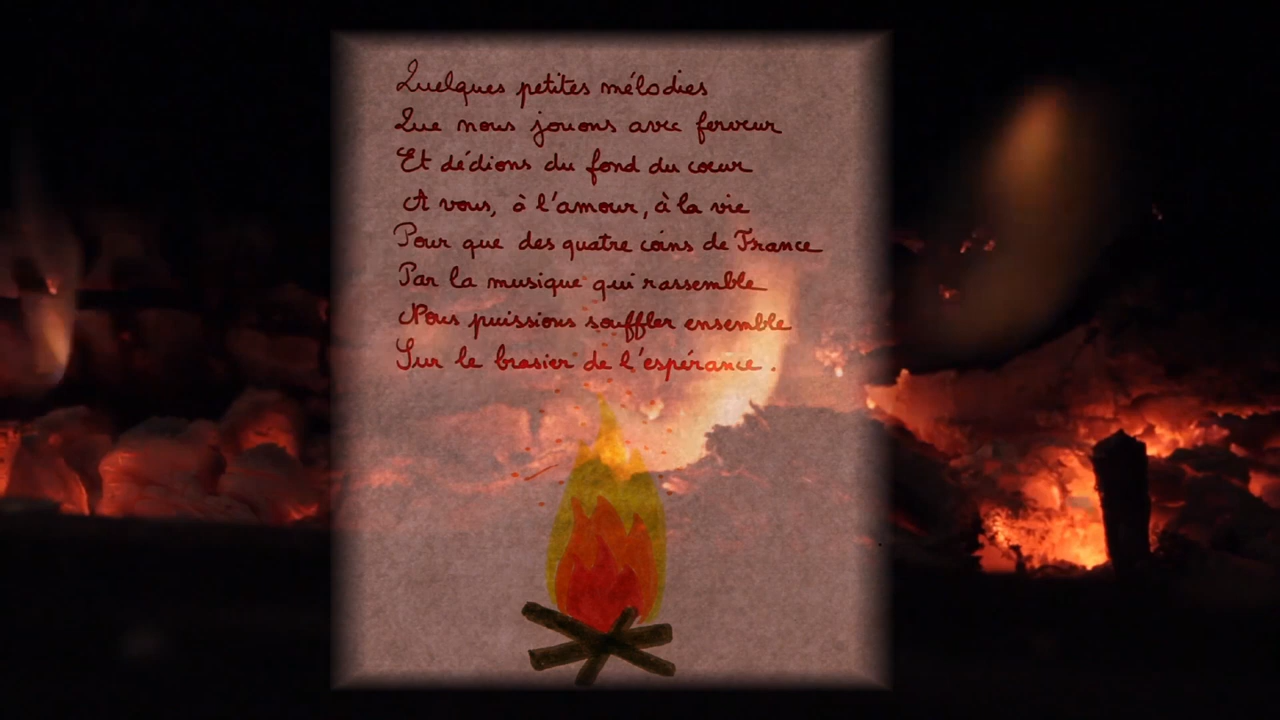 Quelques petites mélodies
Que nous jouons avec ferveur
Et dédions du fond du cœur
A vous, à l'amour, à la vie
Pour que des quatre coins de France
Par la musique qui rassemble
Nous puissions souffler ensemble
Sur le brasier de l'espérance.